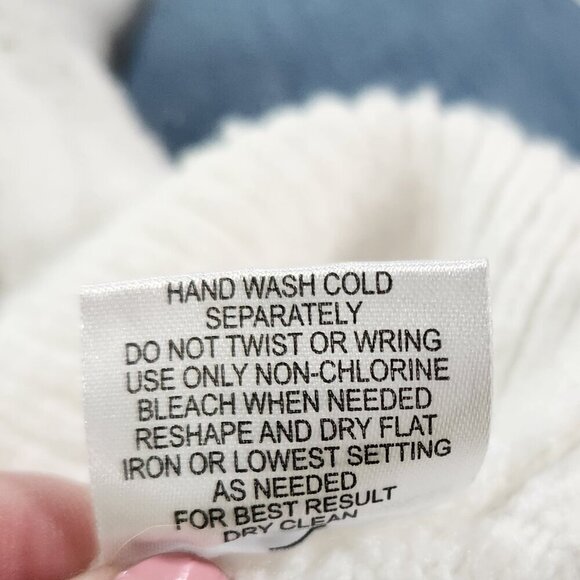 HAND WASH COLD
SEPARATELY
DO NOT TWIST OR WRING
USE ONLY NON-CHLORINE
BLEACH WHEN NEEDED
RESHAPE AND DRY FLAT
IRON OR LOWEST SETTING
AS NEEDED
FOR BEST RESULT
DRY CLEAN